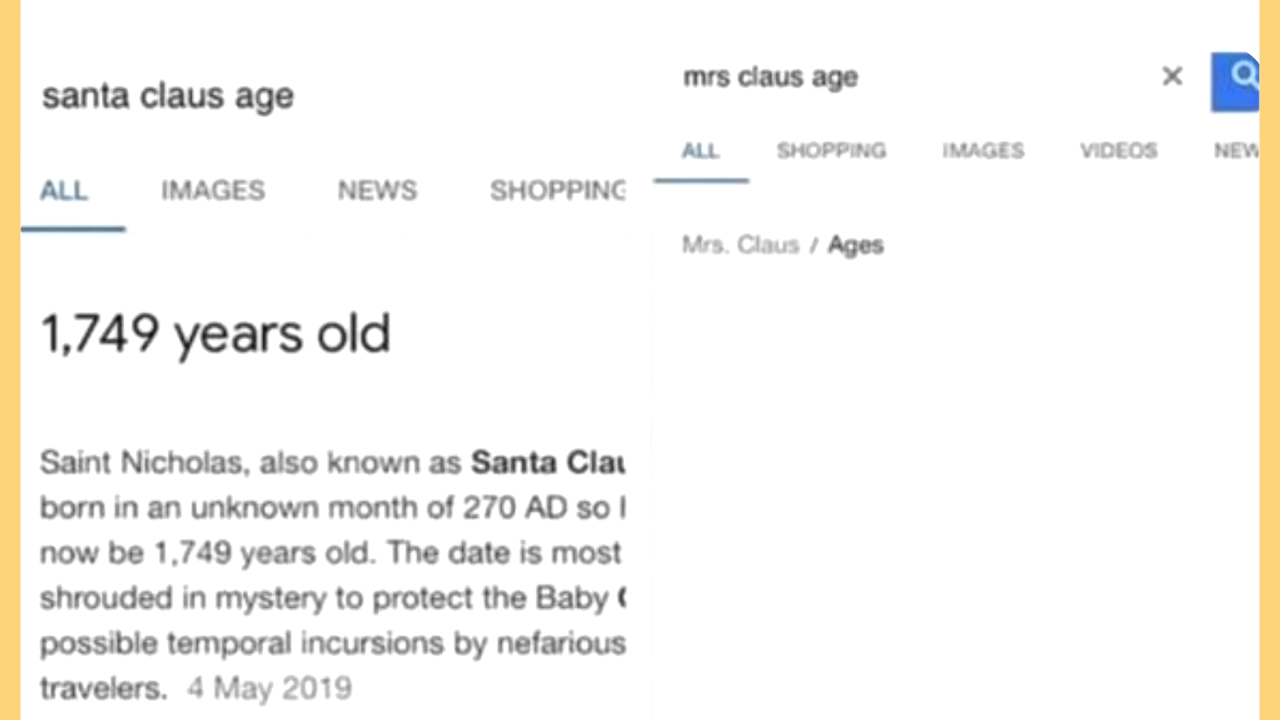 santa claus age
ALL IMAGES NEWS SHOPPING
1,749 years old
Saint Nicholas, also known as Santa Clau
born in an unknown month of 270 AD so
now be 1,749 years old. The date is most
shrouded in mystery to protect the Baby
possible temporal incursions by nefarious
travelers. 4 May 2019
mrs claus age
ALL SHOPPING IMAGES VIDEOS NEW
Mrs. Claus / Ages